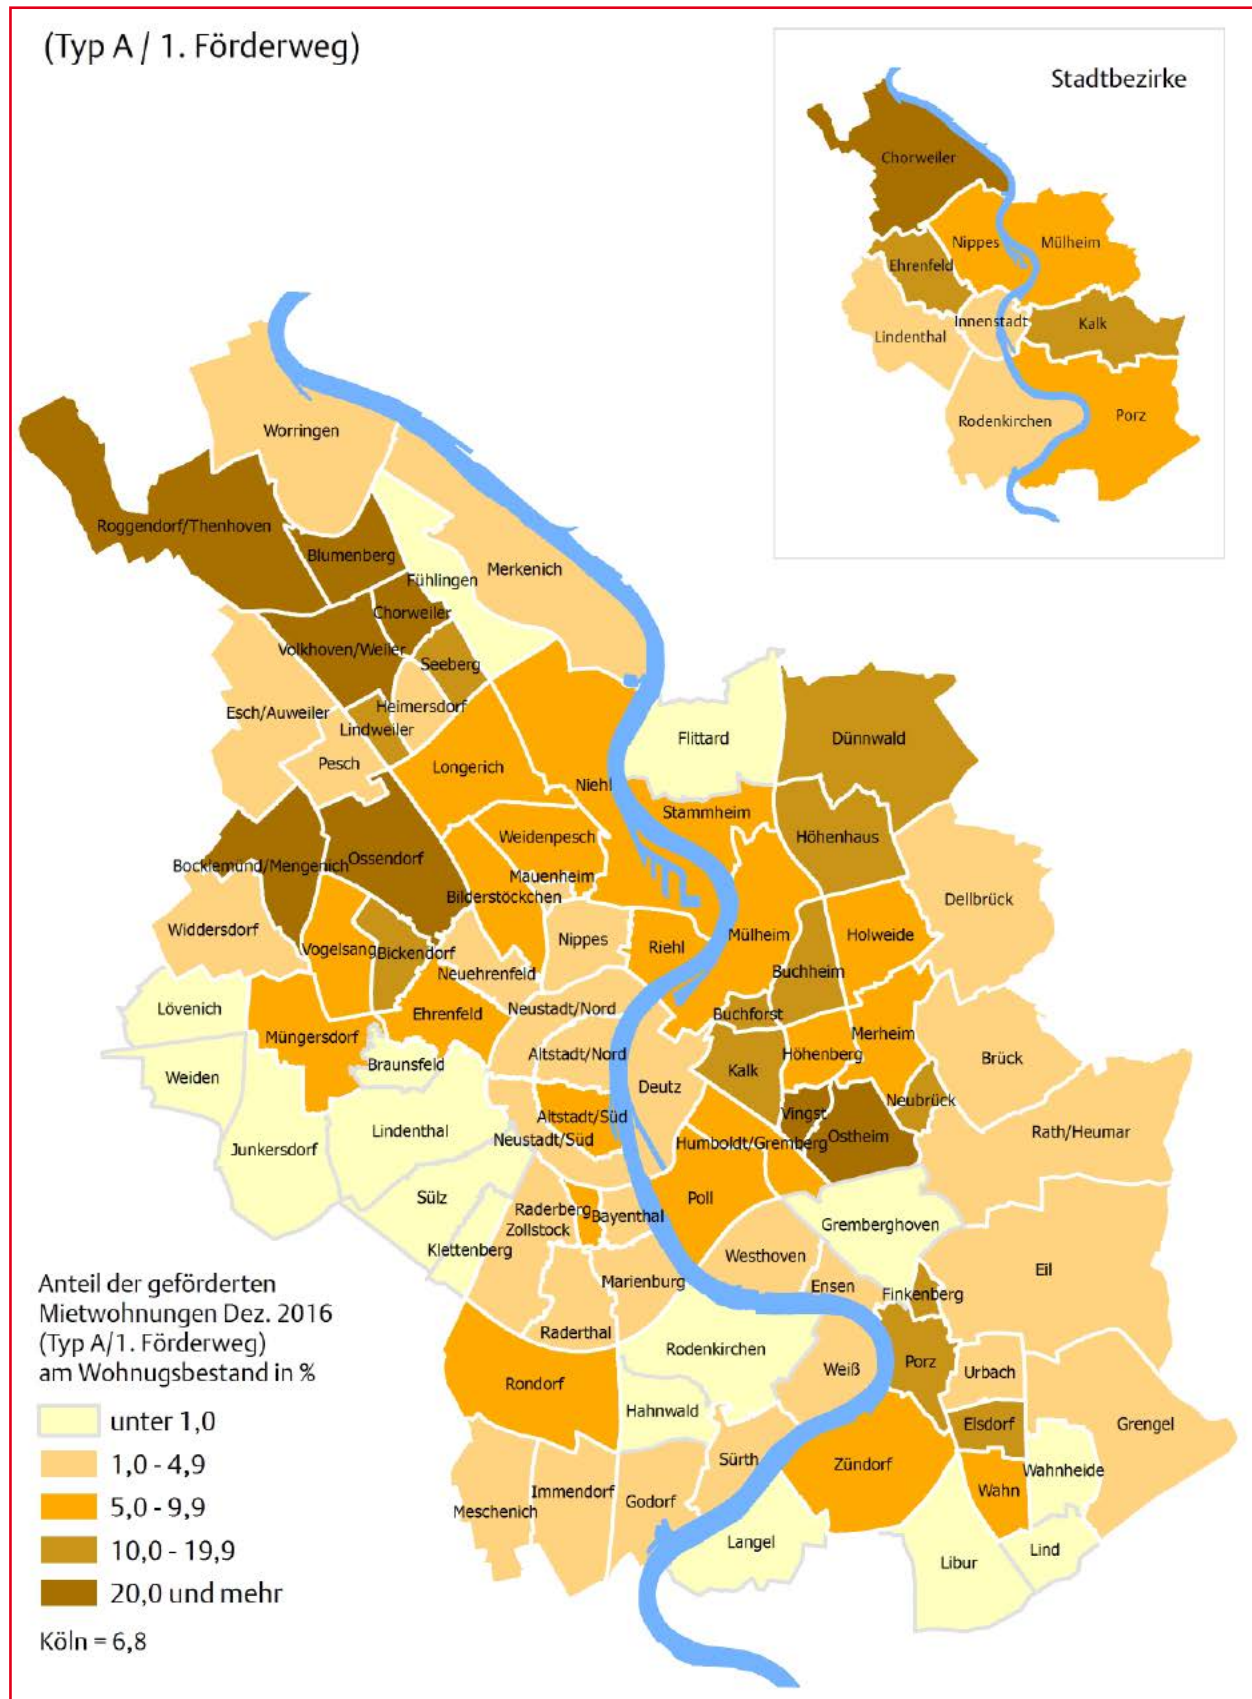 (Typ A / 1. Förderweg)
Stadtbezirke
Chorweiler
Nippes
Mülheim
Ehrenfeld
Innenstadt
Kalk
Lindenthal
Rodenkirchen
Porz
Worringen
Roggendorf/Thenhoven
Blumenberg
Merkenich
Fühlingen
Chorweiler
Volkhoven/Weiler
Seeberg
Heimersdorf
Esch/Auweiler
Lindweiler
Pesch
Flittard
Dünnwald
Longerich
Niehl
Stammheim
Weidenpesch
Höhenhaus
Ossendorf
Bocklemünd/Mengenich
Mauenheim
Bilderstöckchen
Dellbrück
Widdersdorf
Vogelsang
Bickendorf
Nippes
Riehl
Mülheim
Holweide
Neuehrenfeld
Buchheim
Lövenich
Ehrenfeld
Neustadt/Nord
Buchforst
Müngersdorf
Merheim
Braunsfeld
Altstadt/Nord
Höhenberg
Brück
Weiden
Deutz
Kalk
Neubrück
Altstadt/Süd
Vingst
Lindenthal
Neustadt/Süd
Humboldt/Gremberg
Ostheim
Rath/Heumar
Junkersdorf
Sülz
Poll
Raderberg
Bayenthal
Zollstock
Gremberghoven
Klettenberg
Westhoven
Marienburg
Ensen
Eil
Finkenberg
Raderthal
Rodenkirchen
Porz
Weiß
Urbach
Rondorf
Hahnwald
Elsdorf
Grengel
Sürth
Zündorf
Wahnheide
Immendorf
Godorf
Wahn
Meschenich
Langel
Libur
Lind
Anteil der geförderten
Mietwohnungen Dez. 2016
(Typ A/1. Förderweg)
am Wohnugsbestand in %
unter 1,0
1,0 - 4,9
5,0 - 9,9
10,0 - 19,9
20,0 und mehr
Köln = 6,8